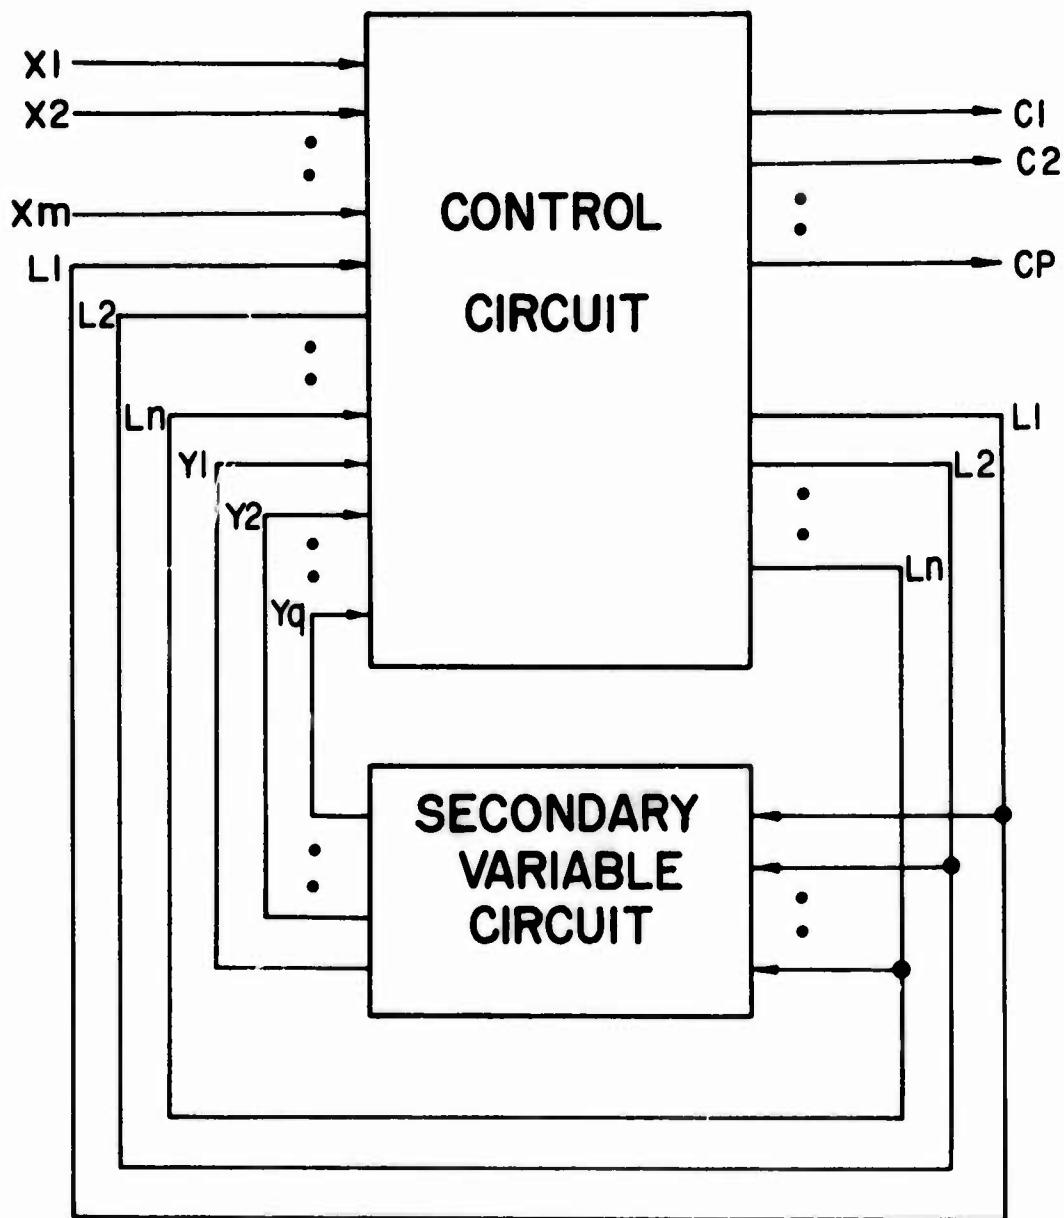 X1
X2
Xm
L1
L2
Ln
Y1
Y2
Yq
CONTROL
CIRCUIT
C1
C2
CP
L1
L2
Ln
SECONDARY
VARIABLE
CIRCUIT